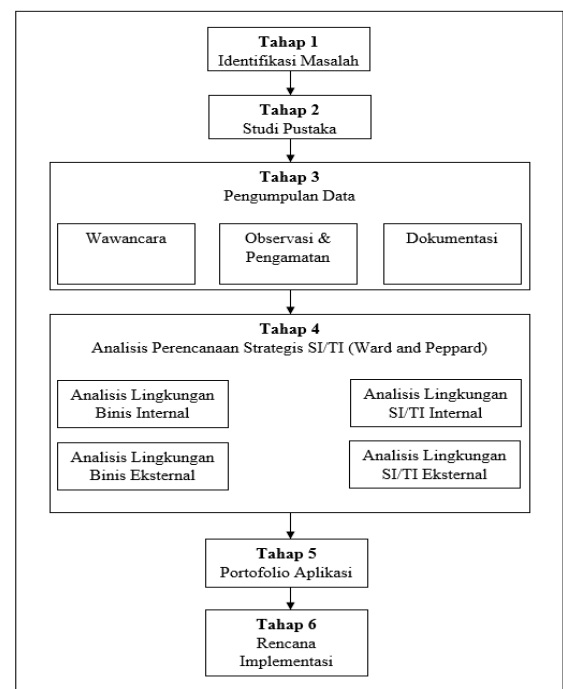 Tahap 1
Identifikasi Masalah
Tahap 2
Studi Pustaka
Tahap 3
Pengumpulan Data
Wawancara
Observasi &
Pengamatan
Dokumentasi
Tahap 4
Analisis Perencanaan Strategis SI/TI (Ward and Peppard)
Analisis Lingkungan
Binis Internal
Analisis Lingkungan
SI/TI Internal
Analisis Lingkungan
Binis Eksternal
Analisis Lingkungan
SI/TI Eksternal
Tahap 5
Portofolio Aplikasi
Tahap 6
Rencana
Implementasi